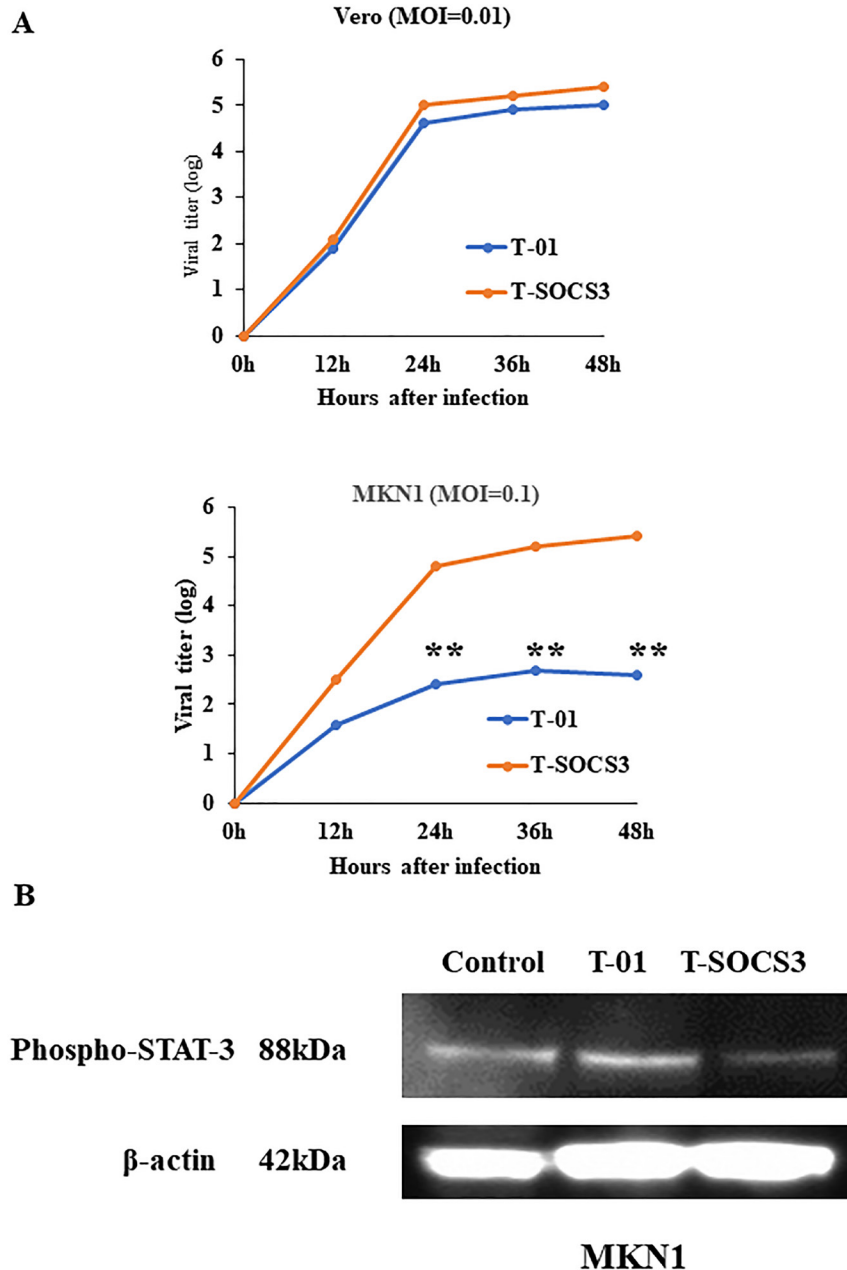 A
Vero (MOI=0.01)
6
5
4
3
2
1
0
Viral titer (log)
T-01
T-SOCS3
0h 12h 24h 36h 48h
Hours after infection
MKN1 (MOI=0.1)
6
5
4
3
2
1
0
Viral titer (log)
** ** **
T-01
T-SOCS3
0h 12h 24h 36h 48h
Hours after infection
B
Control T-01 T-SOCS3
Phospho-STAT-3 88kDa
β-actin 42kDa
MKN1